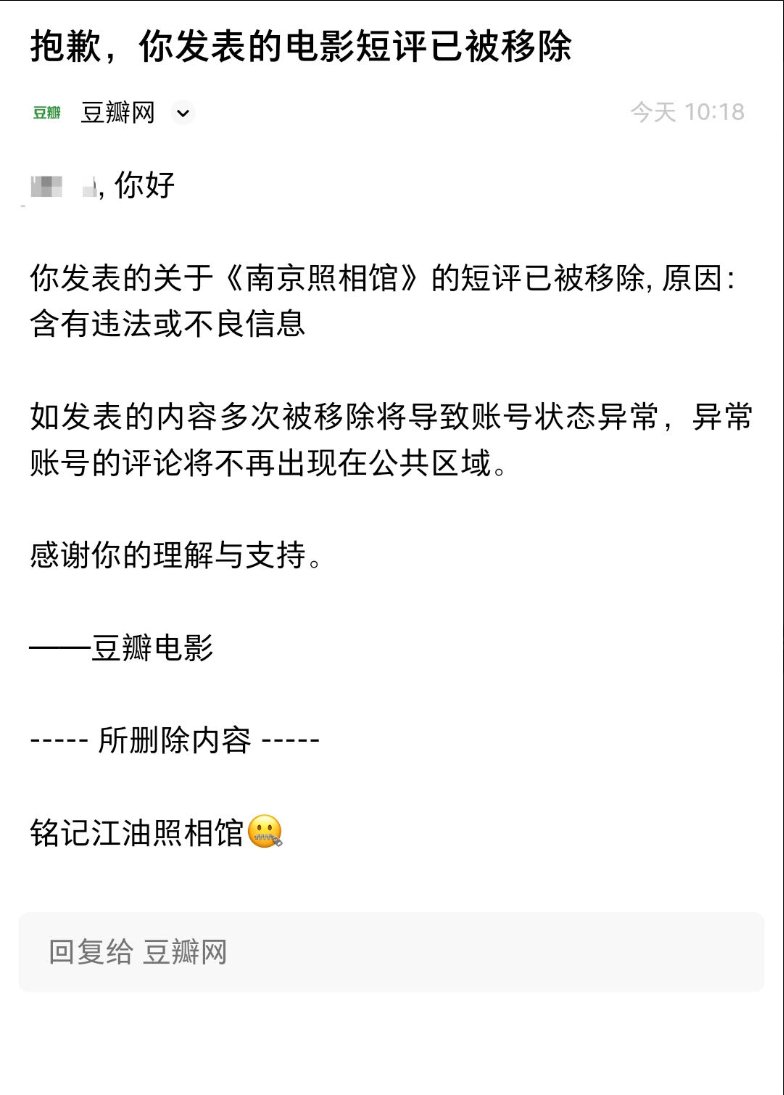 抱歉，你发表的电影短评已被移除
豆瓣 豆瓣网 今天 10:18
, 你好
你发表的关于《南京照相馆》的短评已被移除, 原因：
含有违法或不良信息
如发表的内容多次被移除将导致账号状态异常，异常
账号的评论将不再出现在公共区域。
感谢你的理解与支持。
——豆瓣电影
----- 所删除内容 -----
铭记江油照相馆🤐
回复给 豆瓣网